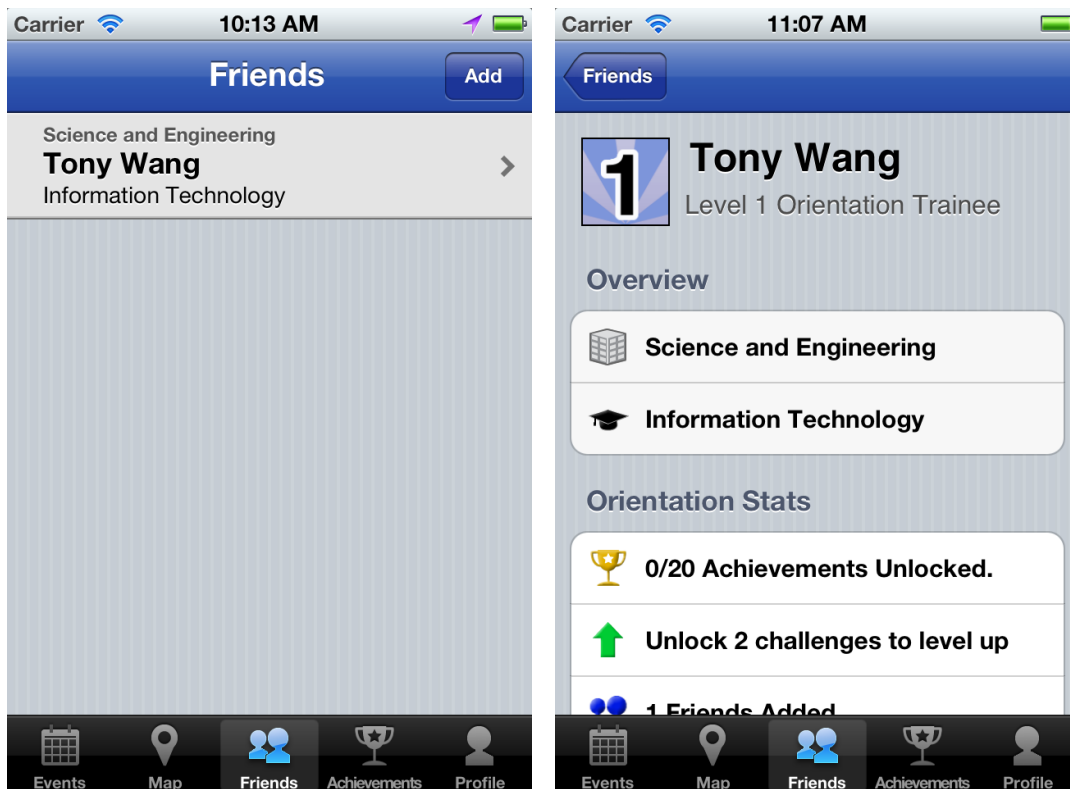 Carrier 10:13 AM
Friends Add
Science and Engineering
Tony Wang
Information Technology
Events Map Friends Achievements Profile
Carrier 11:07 AM
Friends
1
Tony Wang
Level 1 Orientation Trainee
Overview
Science and Engineering
Information Technology
Orientation Stats
0/20 Achievements Unlocked.
Unlock 2 challenges to level up
1 Friends Added
Events Map Friends Achievements Profile